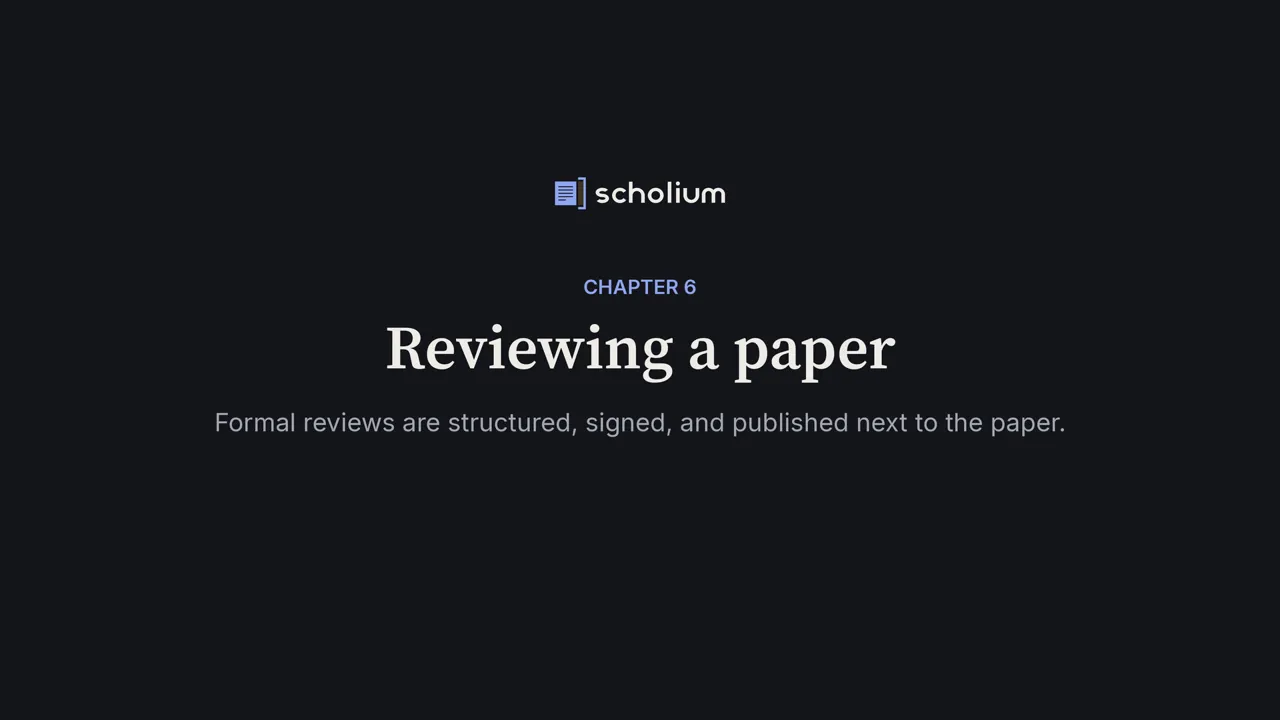 scholium
CHAPTER 6
Reviewing a paper
Formal reviews are structured, signed, and published next to the paper.